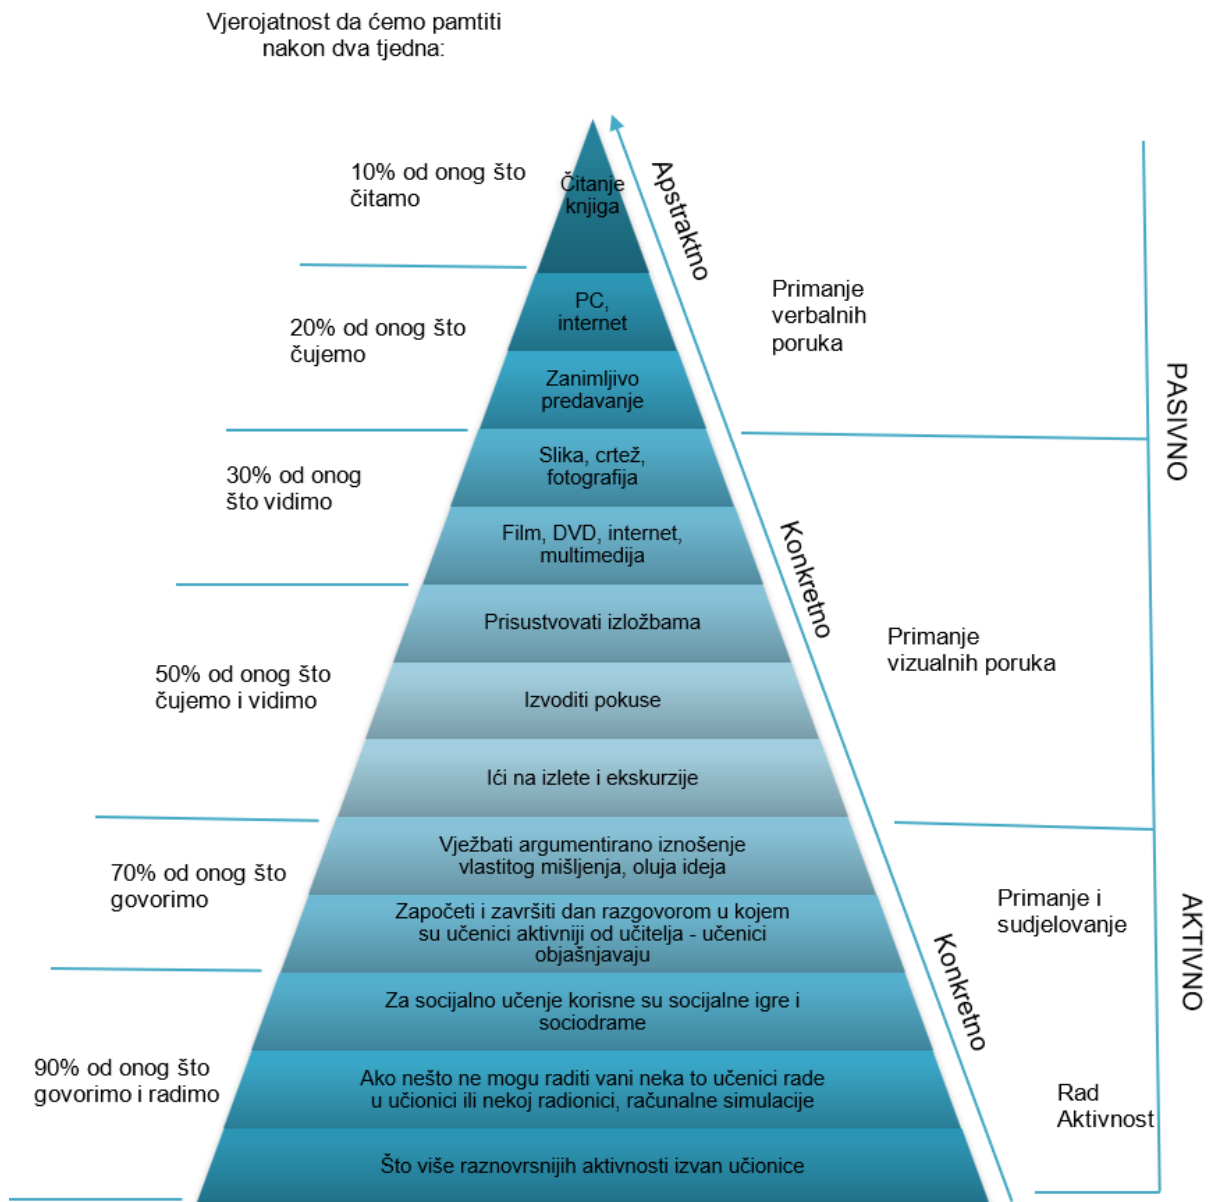 Vjerojatnost da ćemo pamtiti
nakon dva tjedna:
10% od onog što
čitamo
20% od onog što
čujemo
30% od onog
što vidimo
50% od onog što
čujemo i vidimo
70% od onog što
govorimo
90% od onog što
govorimo i radimo
Čitanje
knjiga
PC,
internet
Zanimljivo
predavanje
Slika, crtež,
fotografija
Film, DVD, internet,
multimedija
Prisustvovati izložbama
Izvoditi pokuse
Ići na izlete i ekskurzije
Vježbati argumentirano iznošenje
vlastitog mišljenja, oluja ideja
Započeti i završiti dan razgovorom u kojem
su učenici aktivniji od učitelja - učenici
objašnjavaju
Za socijalno učenje korisne su socijalne igre i
sociodrame
Ako nešto ne mogu raditi vani neka to učenici rade
u učionici ili nekoj radionici, računalne simulacije
Što više raznovrsnijih aktivnosti izvan učionice
Apstraktno
Konkretno
Konkretno
Primanje
verbalnih
poruka
Primanje
vizualnih poruka
Primanje i
sudjelovanje
Rad
Aktivnost
PASIVNO
AKTIVNO